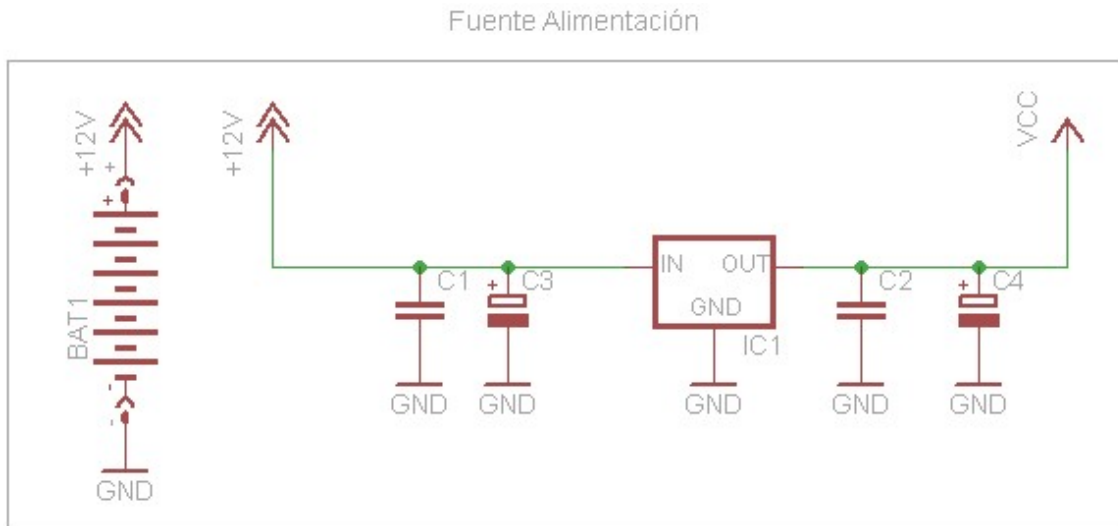 Fuente Alimentación
+12V
+
+
BAT1
-
-
GND
+12V
C1
GND
+
C3
GND
IN
OUT
GND
IC1
GND
C2
GND
+
C4
GND
VCC